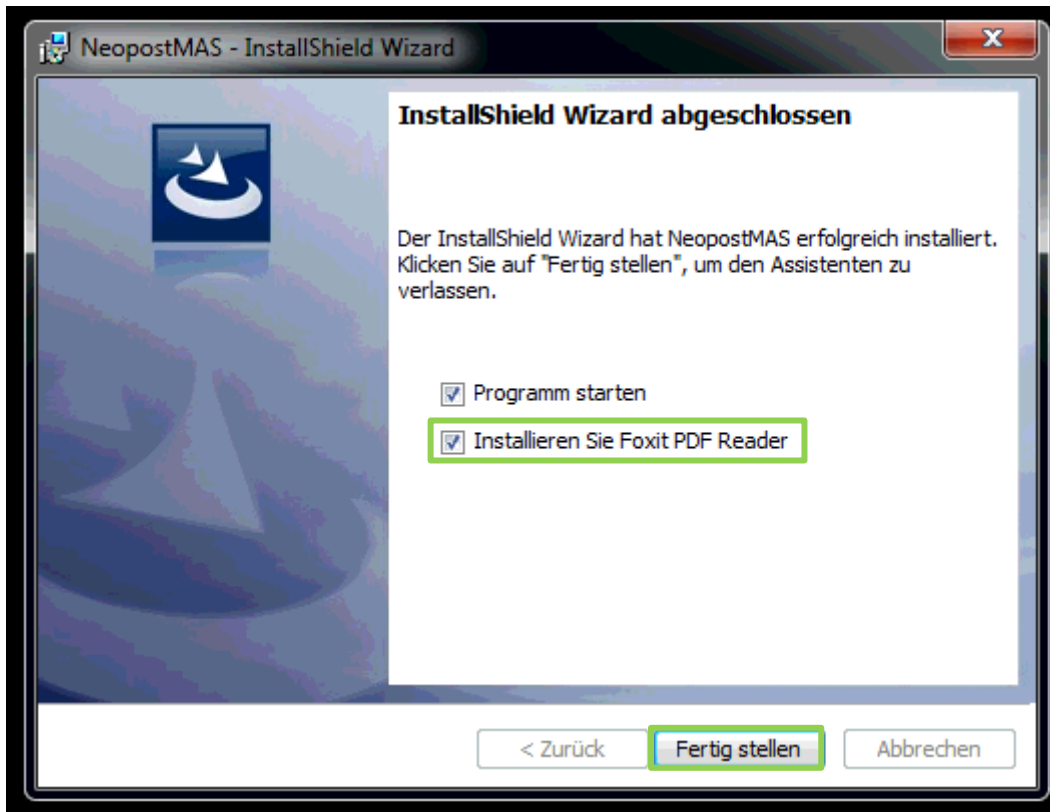 NeopostMAS - InstallShield Wizard
InstallShield Wizard abgeschlossen
Der InstallShield Wizard hat NeopostMAS erfolgreich installiert.
Klicken Sie auf "Fertig stellen", um den Assistenten zu
verlassen.
Programm starten
Installieren Sie Foxit PDF Reader
< Zurück
Fertig stellen
Abbrechen